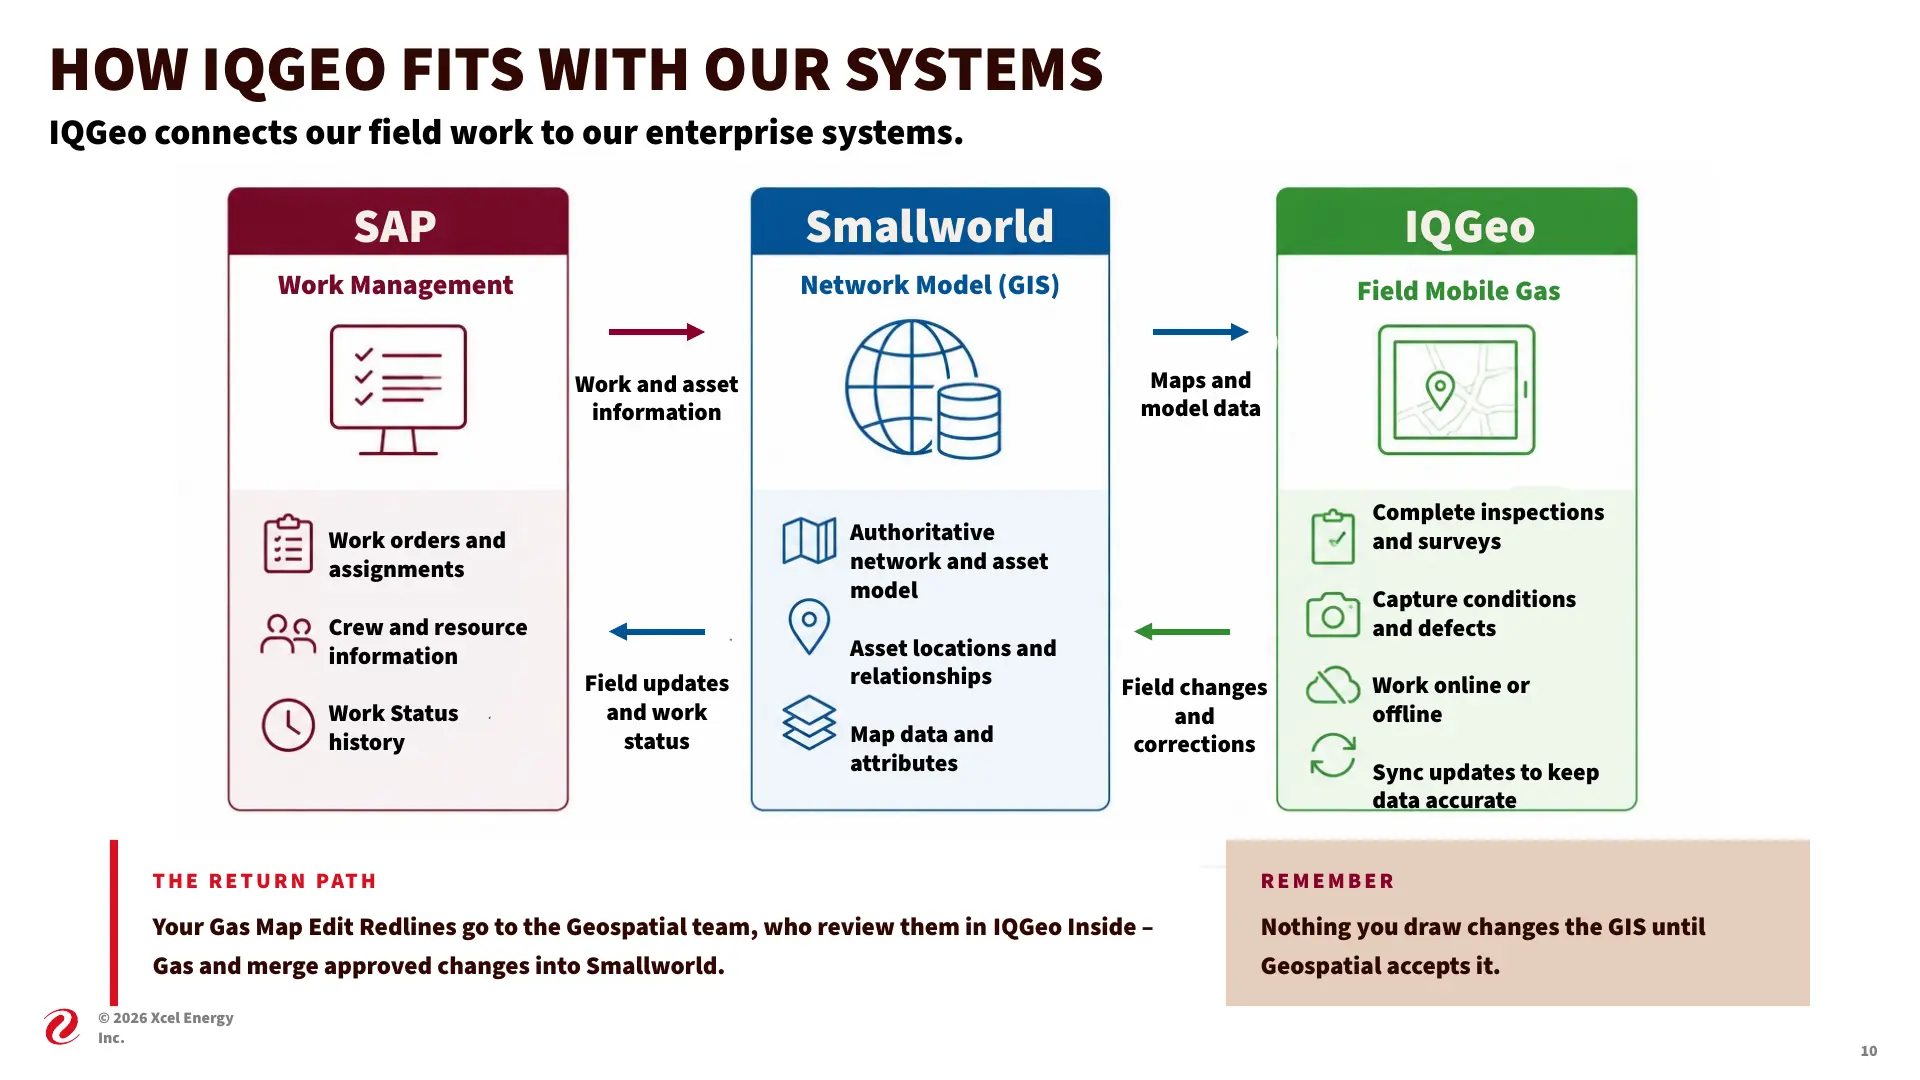 HOW IQGEO FITS WITH OUR SYSTEMS
IQGeo connects our field work to our enterprise systems.
SAP
Work Management
Work orders and
assignments
Crew and resource
information
Work Status
history
Work and asset
information
Field updates
and work
status
Smallworld
Network Model (GIS)
Authoritative
network and asset
model
Asset locations and
relationships
Map data and
attributes
Maps and
model data
Field changes
and
corrections
IQGeo
Field Mobile Gas
Complete inspections
and surveys
Capture conditions
and defects
Work online or
offline
Sync updates to keep
data accurate
THE RETURN PATH
Your Gas Map Edit Redlines go to the Geospatial team, who review them in IQGeo Inside –
Gas and merge approved changes into Smallworld.
REMEMBER
Nothing you draw changes the GIS until
Geospatial accepts it.
© 2026 Xcel Energy
Inc.
10